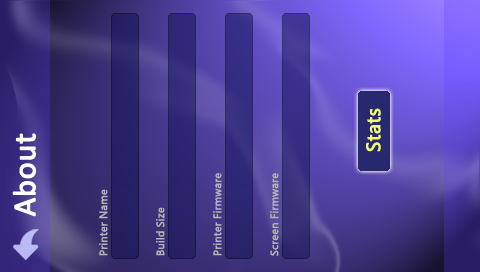 About
Printer Name
Build Size
Printer Firmware
Screen Firmware
Stats